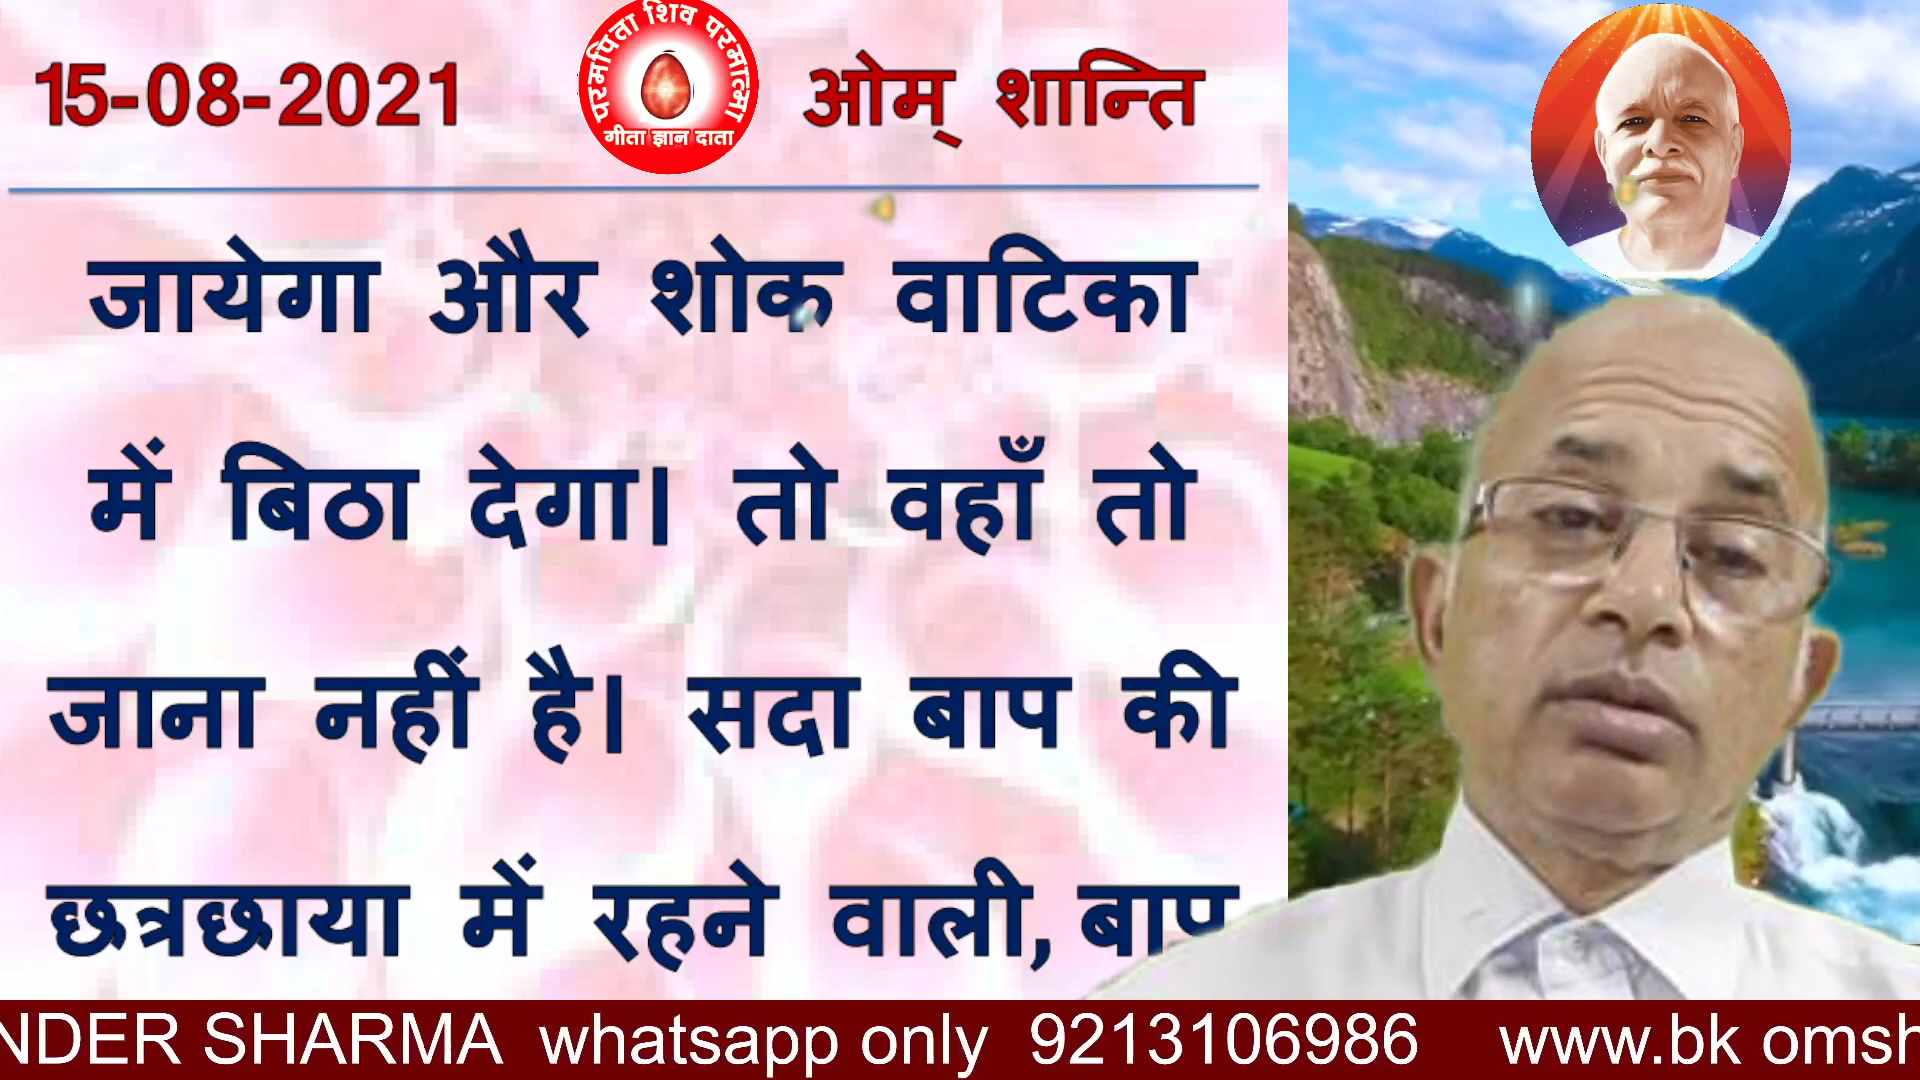 15-08-2021
परमपिता शिव परमात्मा
गीता ज्ञान दाता
ओम् शान्ति
जायेगा और शोक वाटिका
में बिठा देगा। तो वहाँ तो
जाना नहीं है। सदा बाप की
छत्रछाया में रहने वाली, बाप
NDER SHARMA whatsapp only 9213106986 www.bk omsh